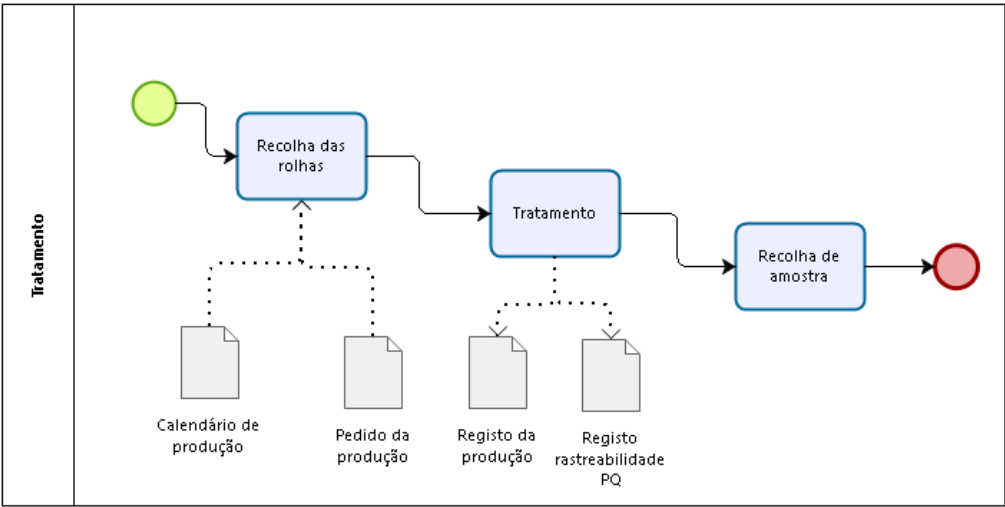 Tratamento
Recolha das
rolhas
Tratamento
Recolha de
amostra
Calendário de
produção
Pedido da
produção
Registo da
produção
Registo
rastreabilidade
PQ